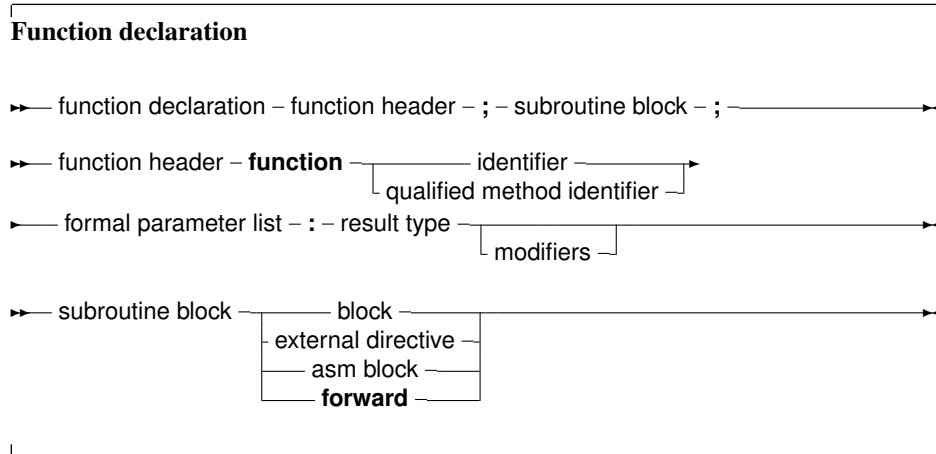 Function declaration
function declaration – function header – ; – subroutine block – ;
function header – function – identifier
qualified method identifier
formal parameter list – : – result type
modifiers
subroutine block – block
external directive
asm block
forward